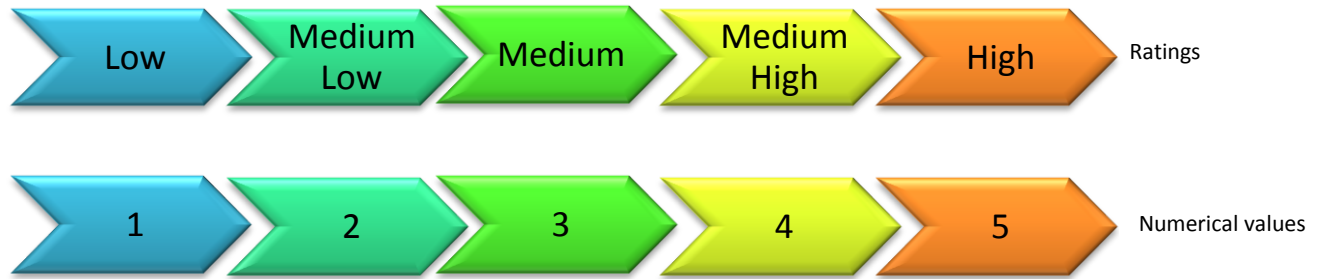 Low
Medium
Low
Medium
Medium
High
High
Ratings
1
2
3
4
5
Numerical values